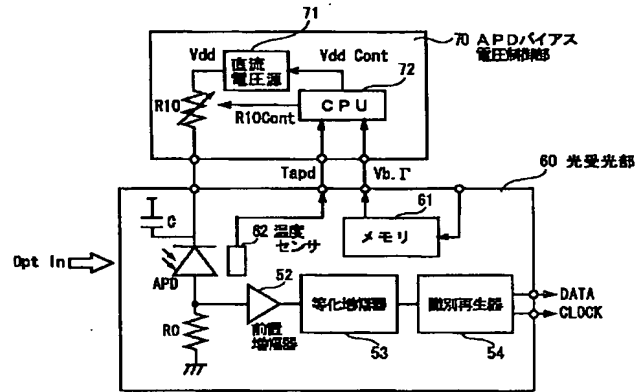 71
Vdd
Vdd Cont
70 APDバイアス
電圧制御部
直流
電圧源
72
R10
CPU
R10Cont
Tapd
Vb.Γ
60 光受光部
61
C
62 温度
センサ
メモリ
Opt In
APD
52
等化増幅器
識別再生器
DATA
CLOCK
R0
前置
増幅器
53
54